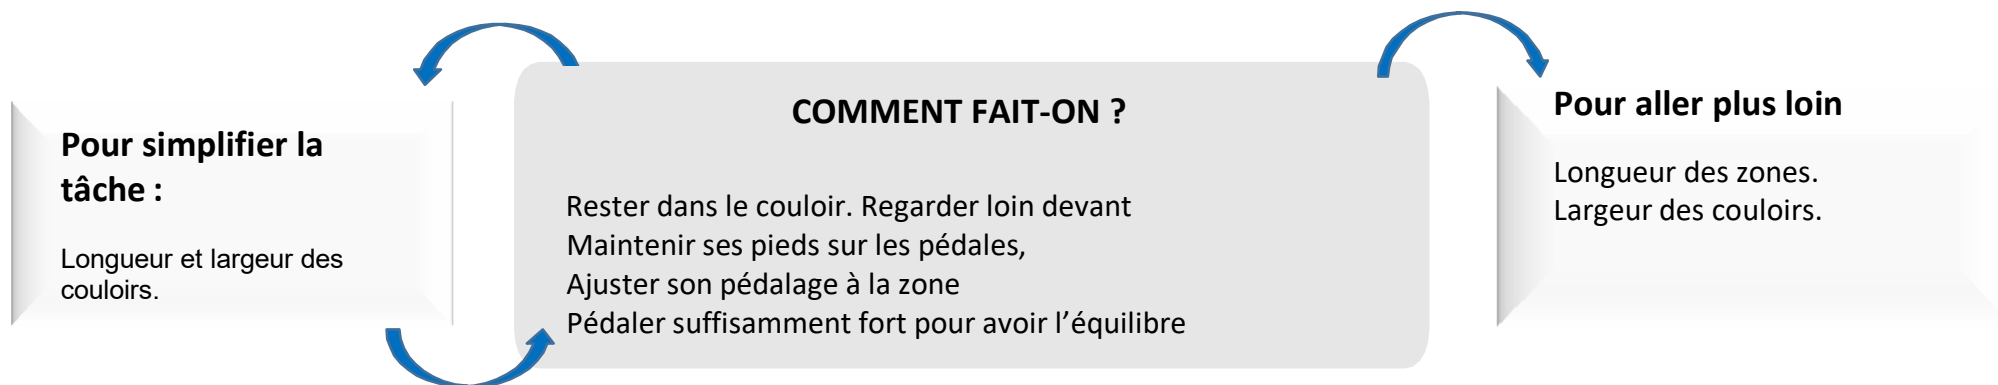 Pour simplifier la
tâche :
Longueur et largeur des
couloirs.
COMMENT FAIT-ON ?
Rester dans le couloir. Regarder loin devant
Maintenir ses pieds sur les pédales,
Ajuster son pédalage à la zone
Pédaler suffisamment fort pour avoir l’équilibre
Pour aller plus loin
Longueur des zones.
Largeur des couloirs.